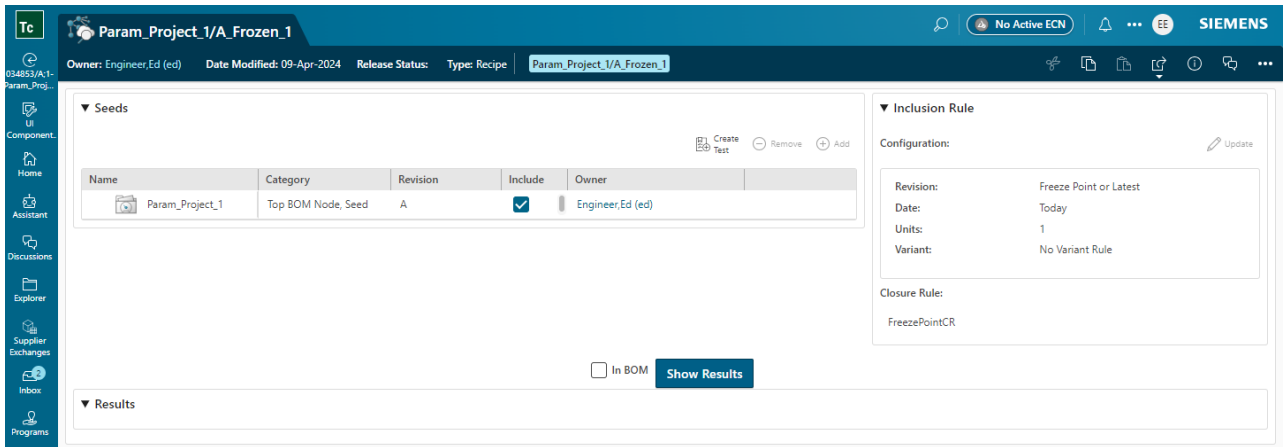 Tc
Param_Project_1/A_Frozen_1
No Active ECN
EE
SIEMENS
034853/A;1-
Param_Proj...
Owner: Engineer,Ed (ed)
Date Modified: 09-Apr-2024
Release Status:
Type: Recipe
Param_Project_1/A_Frozen_1
UI
Component.
Home
Assistant
Discussions
Explorer
Supplier
Exchanges
2
Inbox
Programs
Seeds
Create
Test
Remove
Add
Name
Category
Revision
Include
Owner
Param_Project_1
Top BOM Node, Seed
A
Engineer,Ed (ed)
Inclusion Rule
Configuration:
Update
Revision: Freeze Point or Latest
Date: Today
Units: 1
Variant: No Variant Rule
Closure Rule:
FreezePointCR
In BOM
Show Results
Results